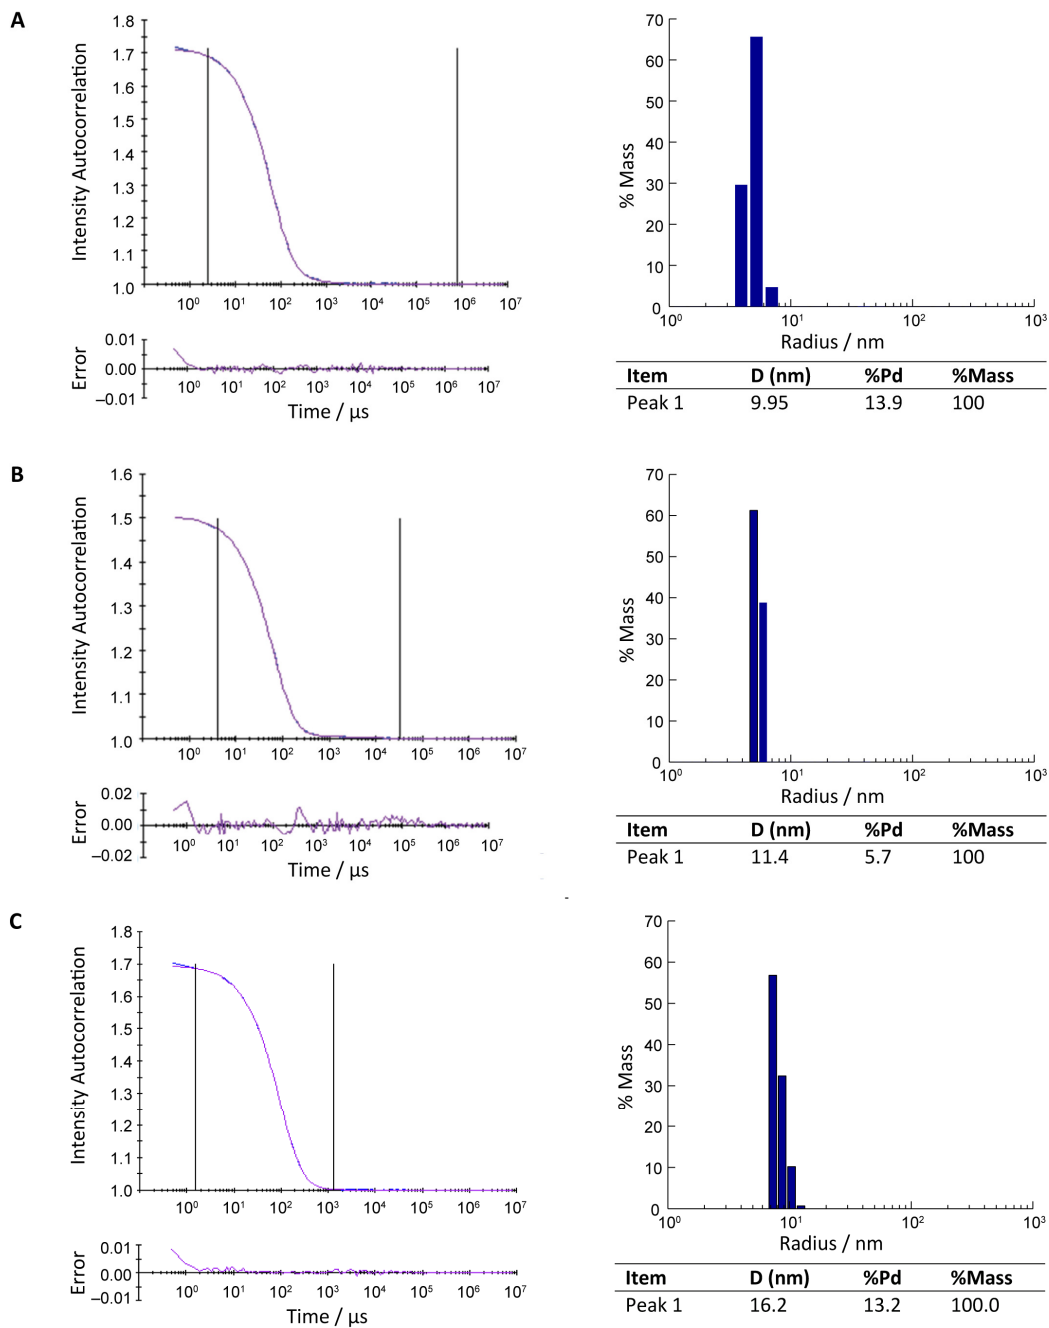 A
Intensity Autocorrelation
1.8
1.7
1.6
1.5
1.4
1.3
1.2
1.1
1.0
10⁰ 10¹ 10² 10³ 10⁴ 10⁵ 10⁶ 10⁷
Error
0.01
0.00
–0.01
10⁰ 10¹ 10² 10³ 10⁴ 10⁵ 10⁶ 10⁷
Time / µs
% Mass
70
60
50
40
30
20
10
0
10⁰ 10¹ 10² 10³
Radius / nm
Item D (nm) %Pd %Mass
Peak 1 9.95 13.9 100
B
Intensity Autocorrelation
1.6
1.5
1.4
1.3
1.2
1.1
1.0
10⁰ 10¹ 10² 10³ 10⁴ 10⁵ 10⁶ 10⁷
Error
0.02
0.00
–0.02
10⁰ 10¹ 10² 10³ 10⁴ 10⁵ 10⁶ 10⁷
Time / µs
% Mass
70
60
50
40
30
20
10
0
10⁰ 10¹ 10² 10³
Radius / nm
Item D (nm) %Pd %Mass
Peak 1 11.4 5.7 100
C
Intensity Autocorrelation
1.8
1.7
1.6
1.5
1.4
1.3
1.2
1.1
1.0
10⁰ 10¹ 10² 10³ 10⁴ 10⁵ 10⁶ 10⁷
Error
0.01
0.00
–0.01
10⁰ 10¹ 10² 10³ 10⁴ 10⁵ 10⁶ 10⁷
Time / µs
% Mass
70
60
50
40
30
20
10
0
10⁰ 10¹ 10² 10³
Radius / nm
Item D (nm) %Pd %Mass
Peak 1 16.2 13.2 100.0